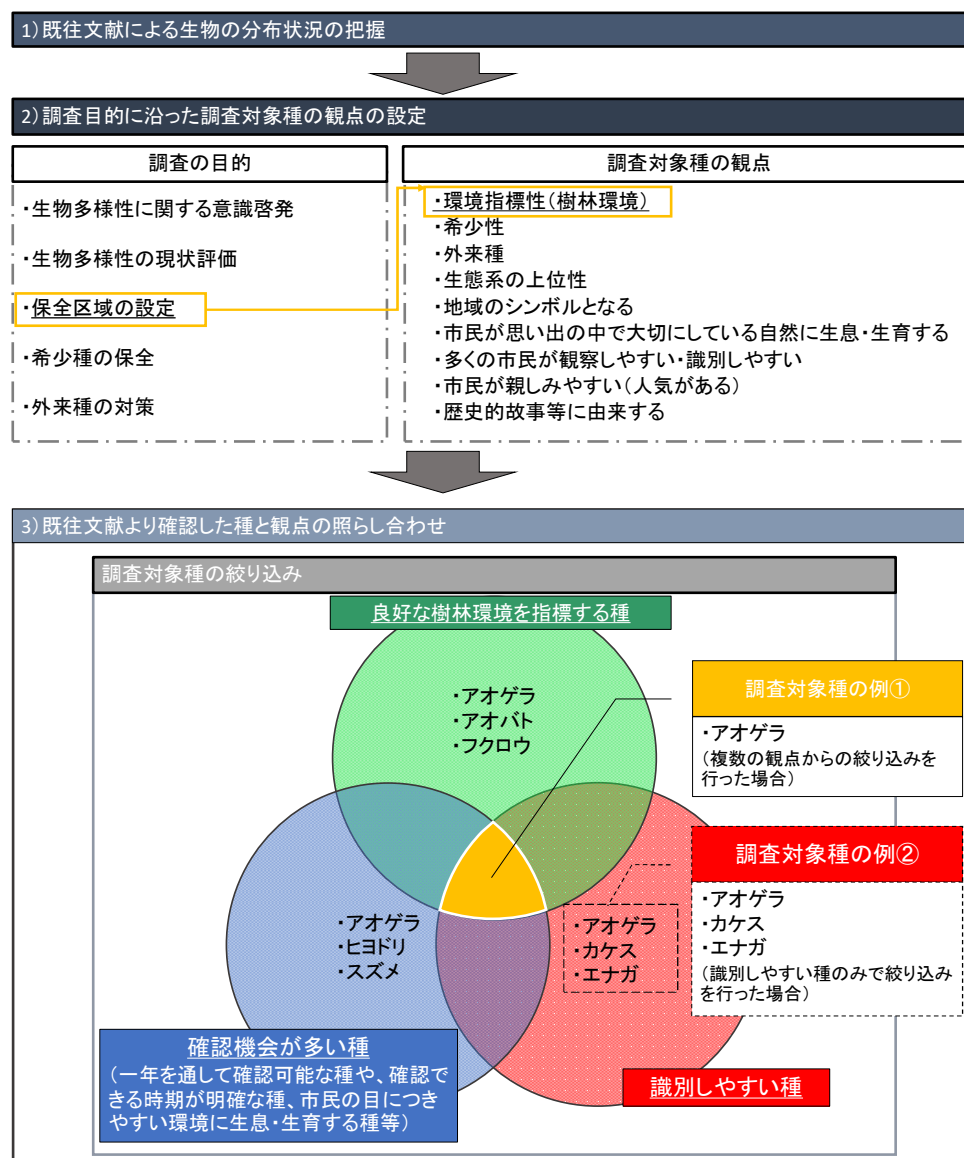 1)既往文献による生物の分布状況の把握
2)調査目的に沿った調査対象種の観点の設定
調査の目的
・生物多様性に関する意識啓発
・生物多様性の現状評価
・保全区域の設定
・希少種の保全
・外来種の対策
調査対象種の観点
・環境指標性(樹林環境)
・希少性
・外来種
・生態系の上位性
・地域のシンボルとなる
・市民が思い出の中で大切にしている自然に生息・生育する
・多くの市民が観察しやすい・識別しやすい
・市民が親しみやすい(人気がある)
・歴史的故事等に由来する
3)既往文献より確認した種と観点の照らし合わせ
調査対象種の絞り込み
良好な樹林環境を指標する種
・アオゲラ
・アオバト
・フクロウ
調査対象種の例①
・アオゲラ
(複数の観点からの絞り込みを
行った場合)
調査対象種の例②
・アオゲラ
・カケス
・エナガ
(識別しやすい種のみで絞り込み
を行った場合)
・アオゲラ
・ヒヨドリ
・スズメ
・アオゲラ
・カケス
・エナガ
確認機会が多い種
(一年を通して確認可能な種や、確認で
きる時期が明確な種、市民の目につき
やすい環境に生息・生育する種等)
識別しやすい種